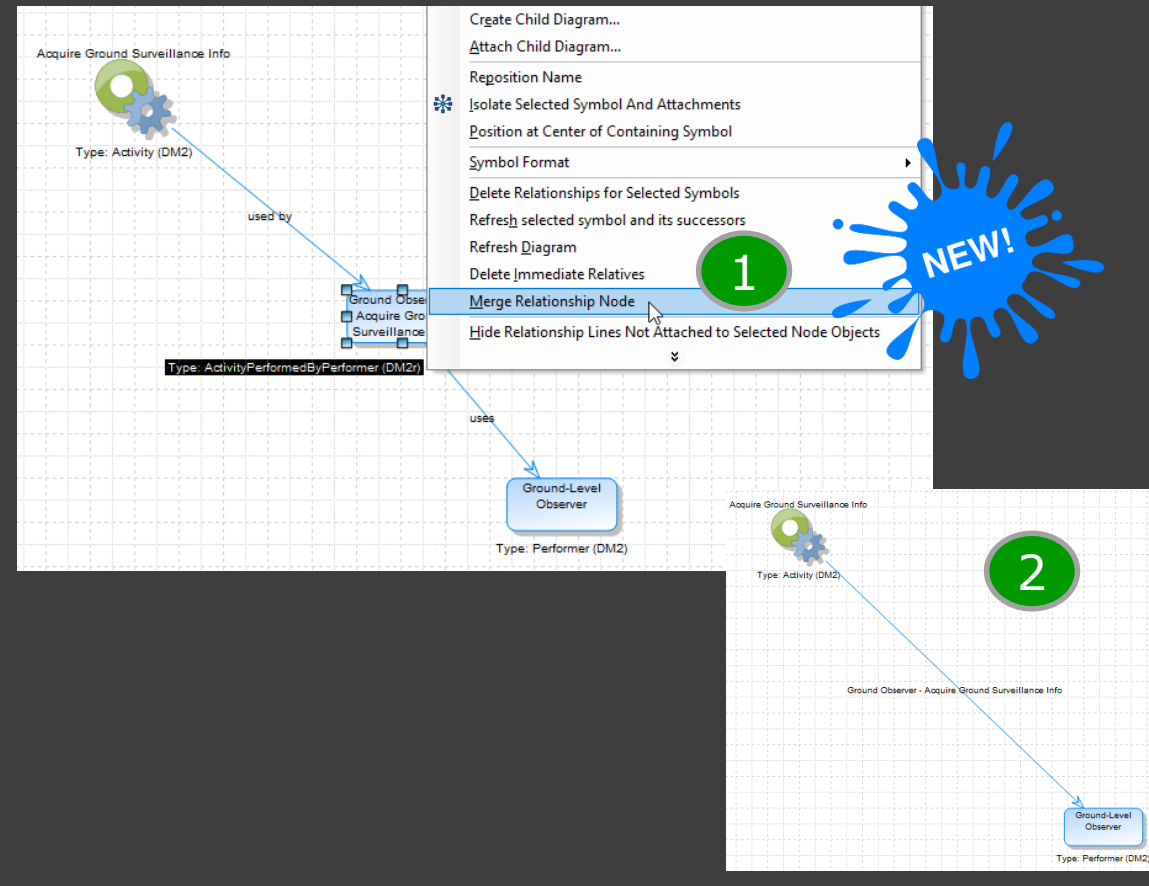 Acquire Ground Surveillance Info
Type: Activity (DM2)
used by
Ground Obse
Acquire Gro
Surveillance
Type: ActivityPerformedByPerformer (DM2r)
uses
Ground-Level
Observer
Type: Performer (DM2)
Create Child Diagram...
Attach Child Diagram...
Reposition Name
Isolate Selected Symbol And Attachments
Position at Center of Containing Symbol
Symbol Format
Delete Relationships for Selected Symbols
Refresh selected symbol and its successors
Refresh Diagram
Delete Immediate Relatives
Merge Relationship Node
Hide Relationship Lines Not Attached to Selected Node Objects
1
NEW!
Acquire Ground Surveillance Info
Type: Activity (DM2)
2
Ground Observer - Acquire Ground Surveillance Info
Ground-Level
Observer
Type: Performer (DM2)